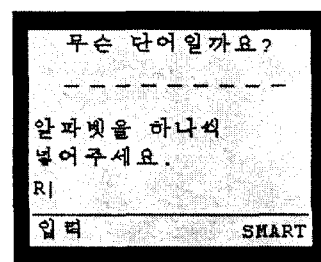 무슨 단어일까요?
_ _ _ _ _ _ _ _ _
알파벳을 하나씩
넣어주세요.
R|
입력 SMART